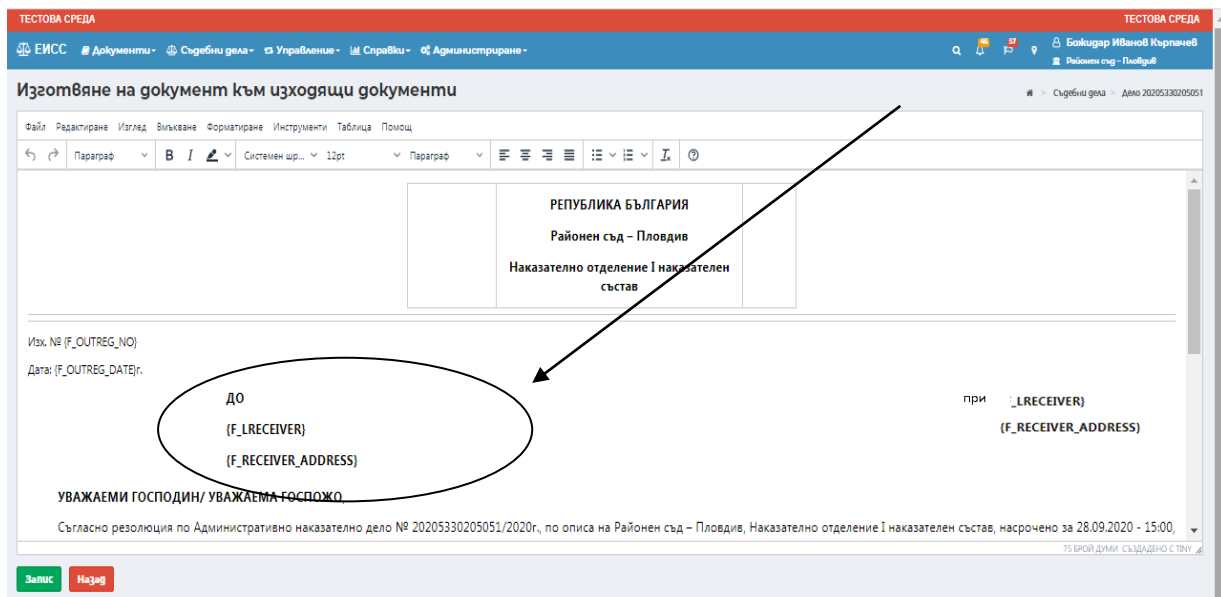 ТЕСТОВА СРЕДА ТЕСТОВА СРЕДА
ЕИСС Документи Съдебни дела Управление Справки Администриране 57 Божидар Иванов Кърпачев
Районен съд – Пловдив
Изготвяне на документ към изходящи документи
> Съдебни дела > Дело 20205330205051
Файл Редактиране Изглед Вмъкване Форматиране Инструменти Таблица Помощ
Параграф B I Системен шр... 12pt Параграф
РЕПУБЛИКА БЪЛГАРИЯ
Районен съд – Пловдив
Наказателно отделение I наказателен
състав
Изх. № {F_OUTREG_NO}
Дата: {F_OUTREG_DATE}г.
ДО
{F_LRECEIVER}
{F_RECEIVER_ADDRESS}
при _LRECEIVER}
{F_RECEIVER_ADDRESS}
УВАЖАЕМИ ГОСПОДИН/ УВАЖАЕМА ГОСПОЖО,
Съгласно резолюция по Административно наказателно дело № 20205330205051/2020г., по описа на Районен съд – Пловдив, Наказателно отделение I наказателен състав, насрочено за 28.09.2020 - 15:00,
75 БРОЙ ДУМИ СЪЗДАДЕНО С TINY
Запис Назад